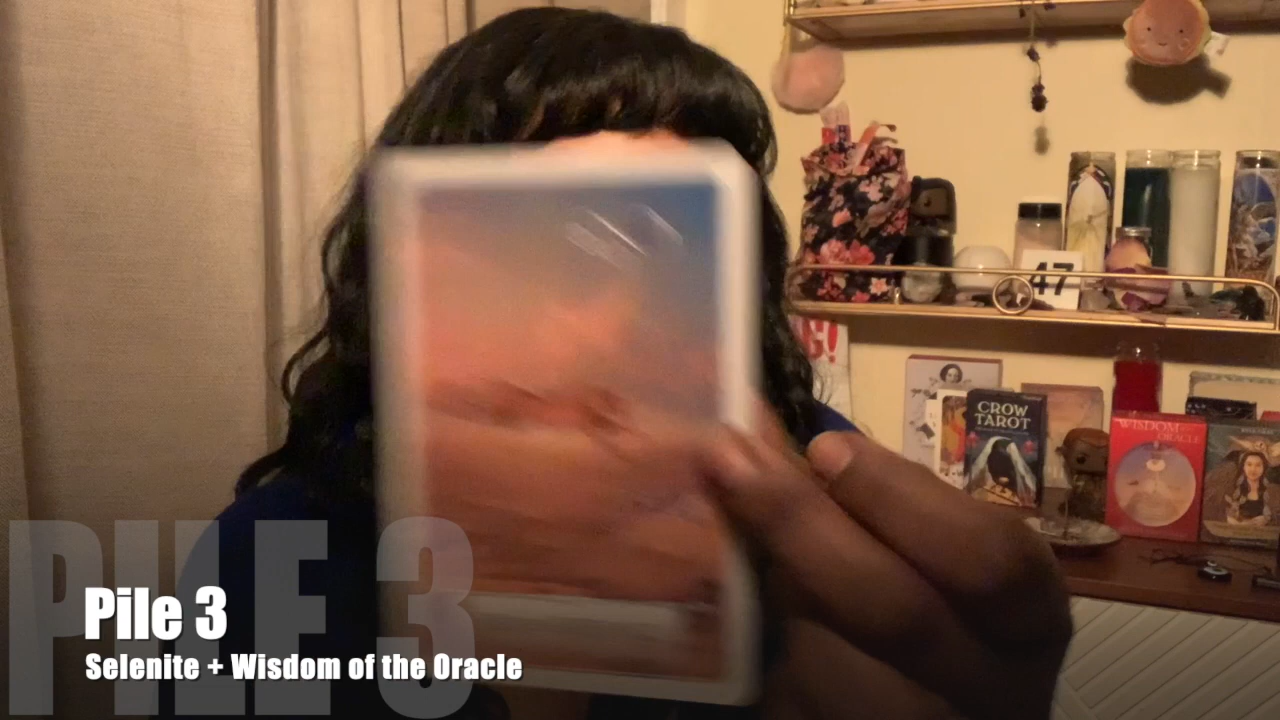 47
G!
CROW
TAROT
WISDOM
ORACLE
PILE 3
Pile 3
Selenite + Wisdom of the Oracle